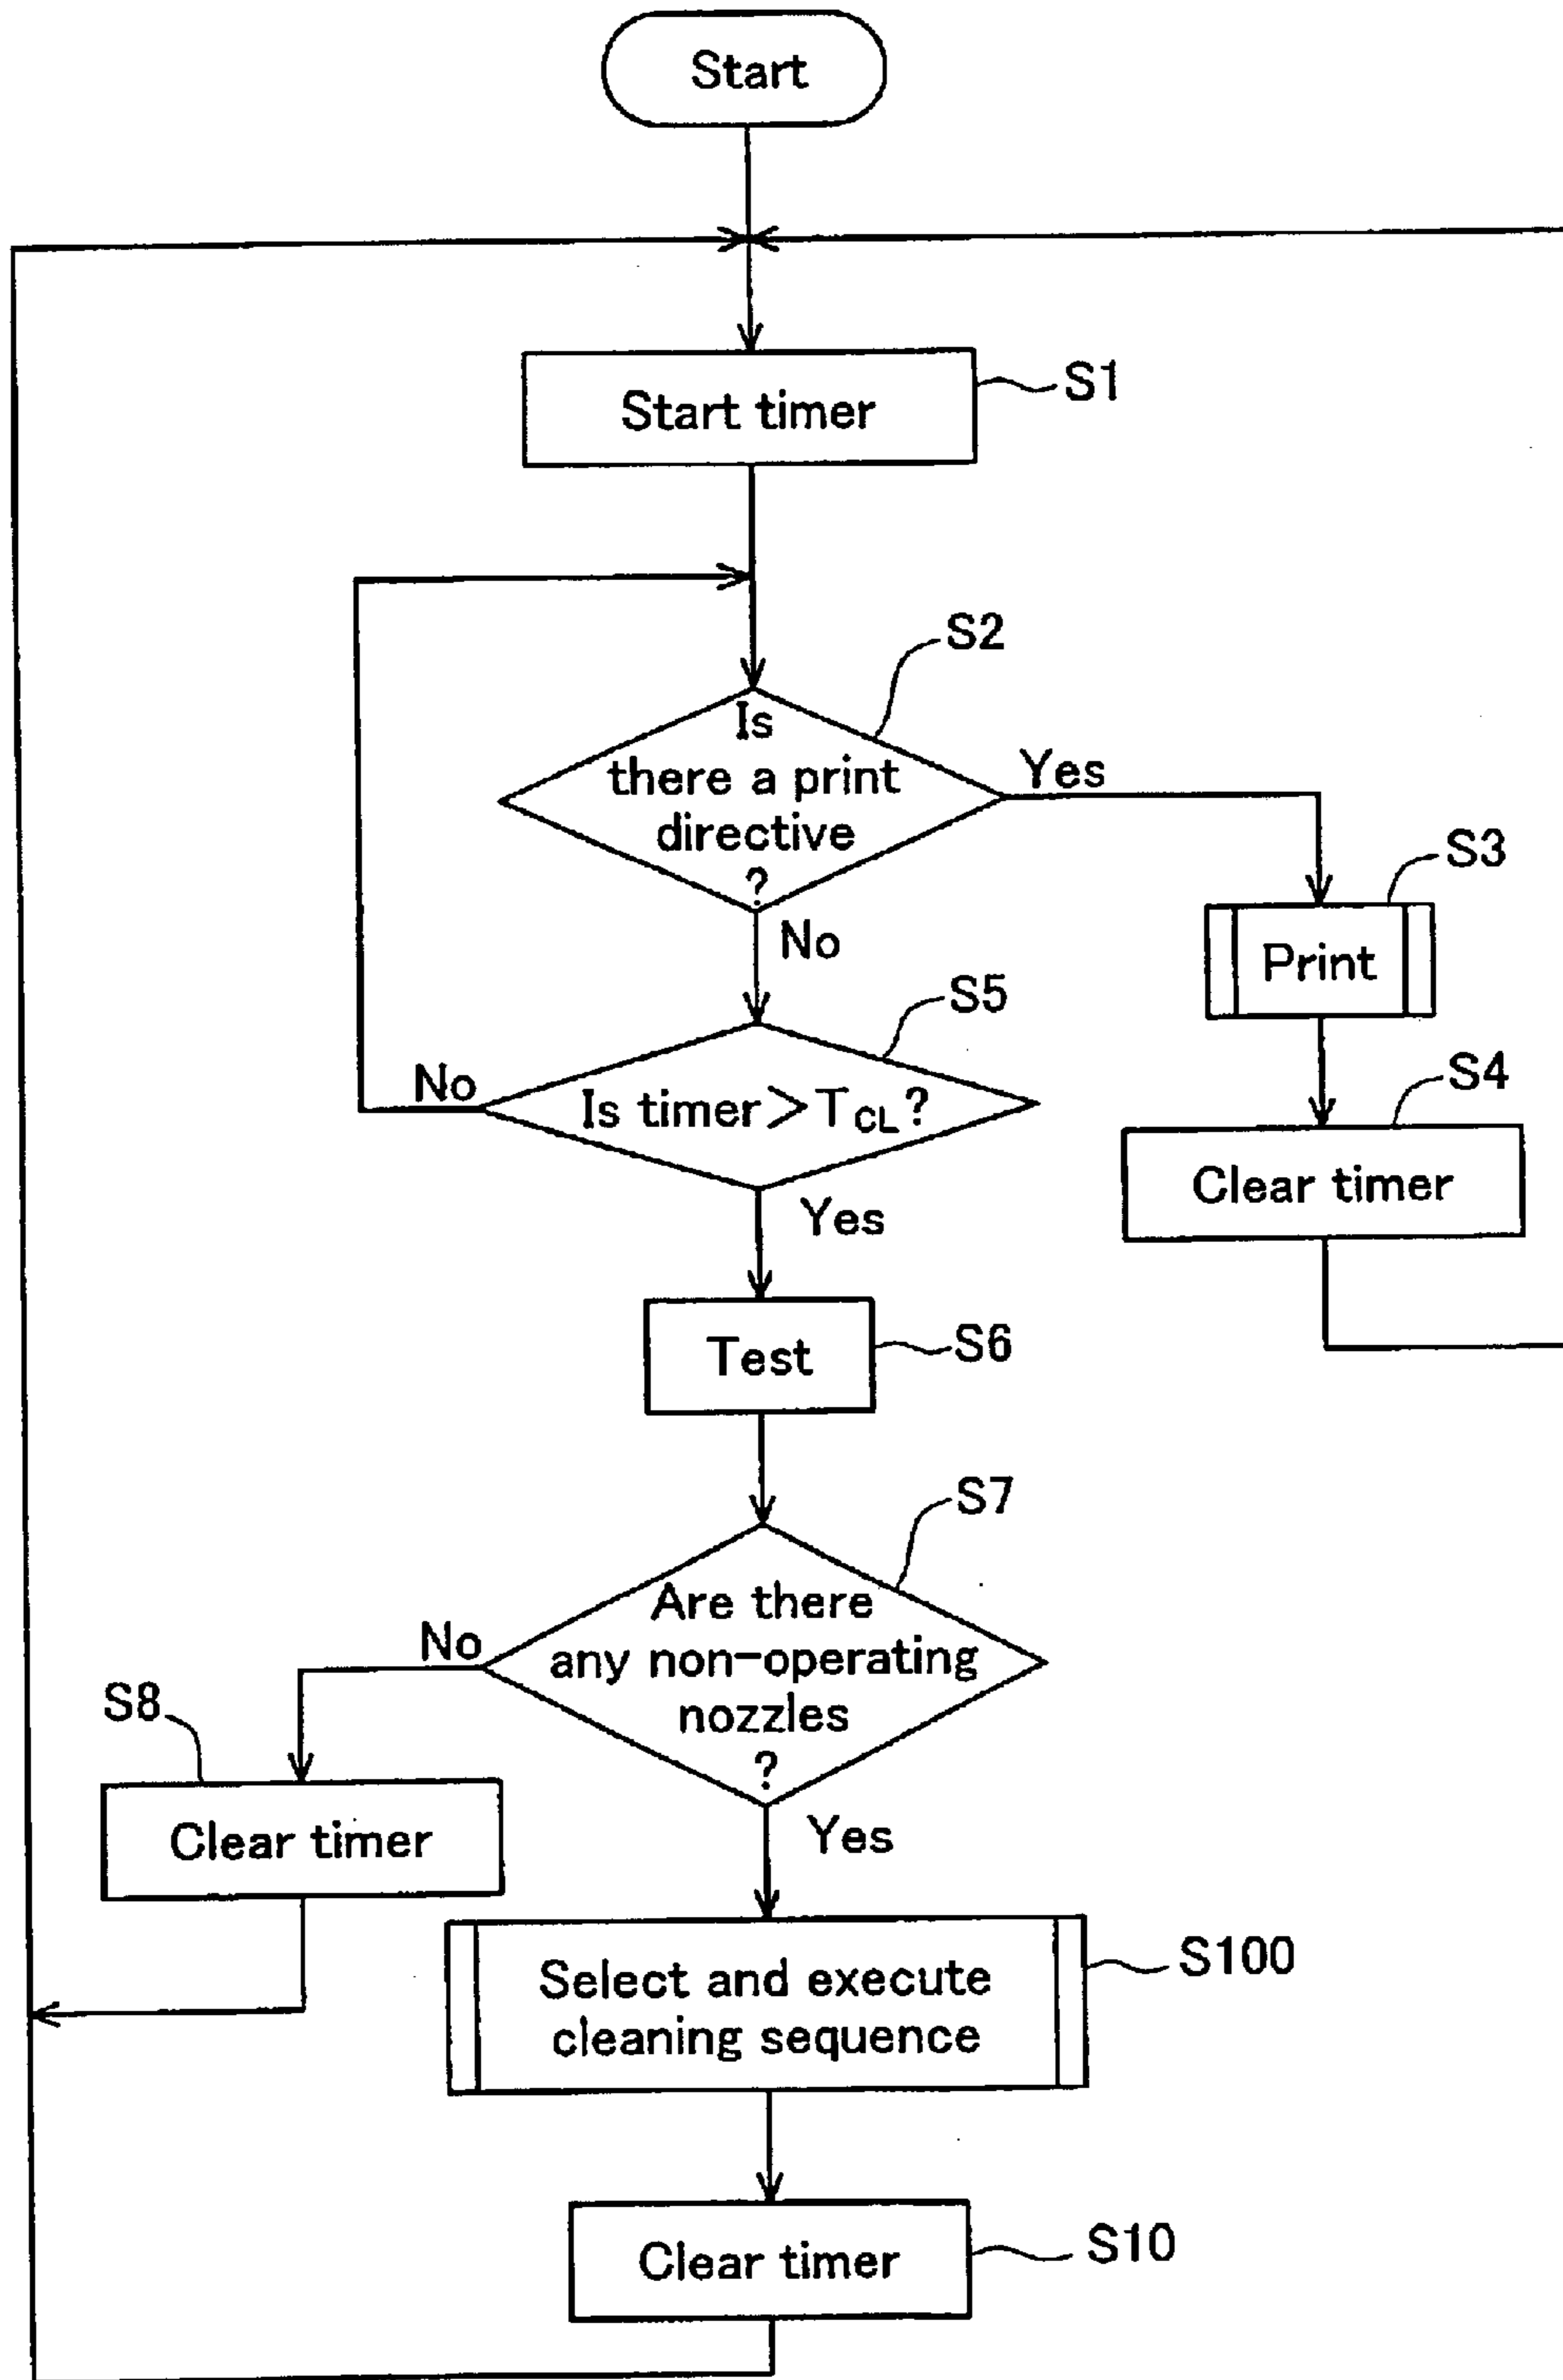 Start
Start timer
S1
S2
Is
there a print
directive
?
Yes
No
S3
Print
S5
Is timer>TCL?
No
Yes
S4
Clear timer
Test
S6
S7
Are there
any non-operating
nozzles
?
No
Yes
S8
Clear timer
Select and execute
cleaning sequence
S100
Clear timer
S10